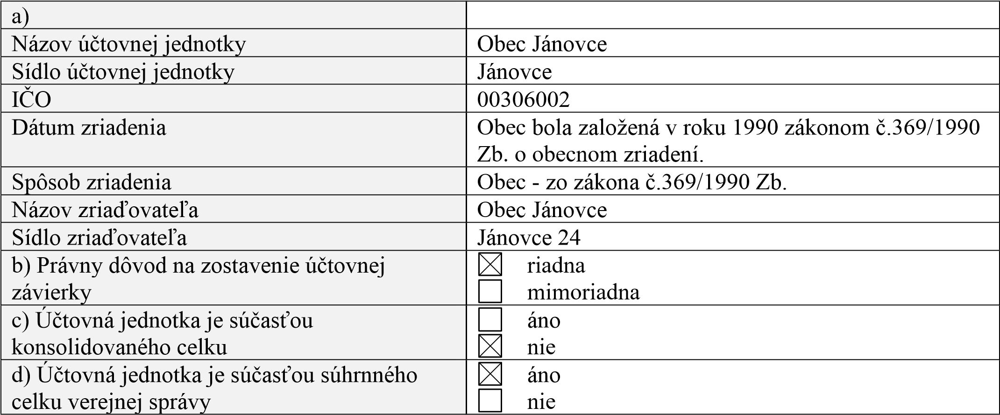 a)
Názov účtovnej jednotky Obec Jánovce
Sídlo účtovnej jednotky Jánovce
IČO 00306002
Dátum zriadenia Obec bola založená v roku 1990 zákonom č.369/1990
Zb. o obecnom zriadení.
Spôsob zriadenia Obec - zo zákona č.369/1990 Zb.
Názov zriaďovateľa Obec Jánovce
Sídlo zriaďovateľa Jánovce 24
b) Právny dôvod na zostavenie účtovnej ☒ riadna
závierky ☐ mimoriadna
c) Účtovná jednotka je súčasťou ☐ áno
konsolidovaného celku ☒ nie
d) Účtovná jednotka je súčasťou súhrnného ☒ áno
celku verejnej správy ☐ nie